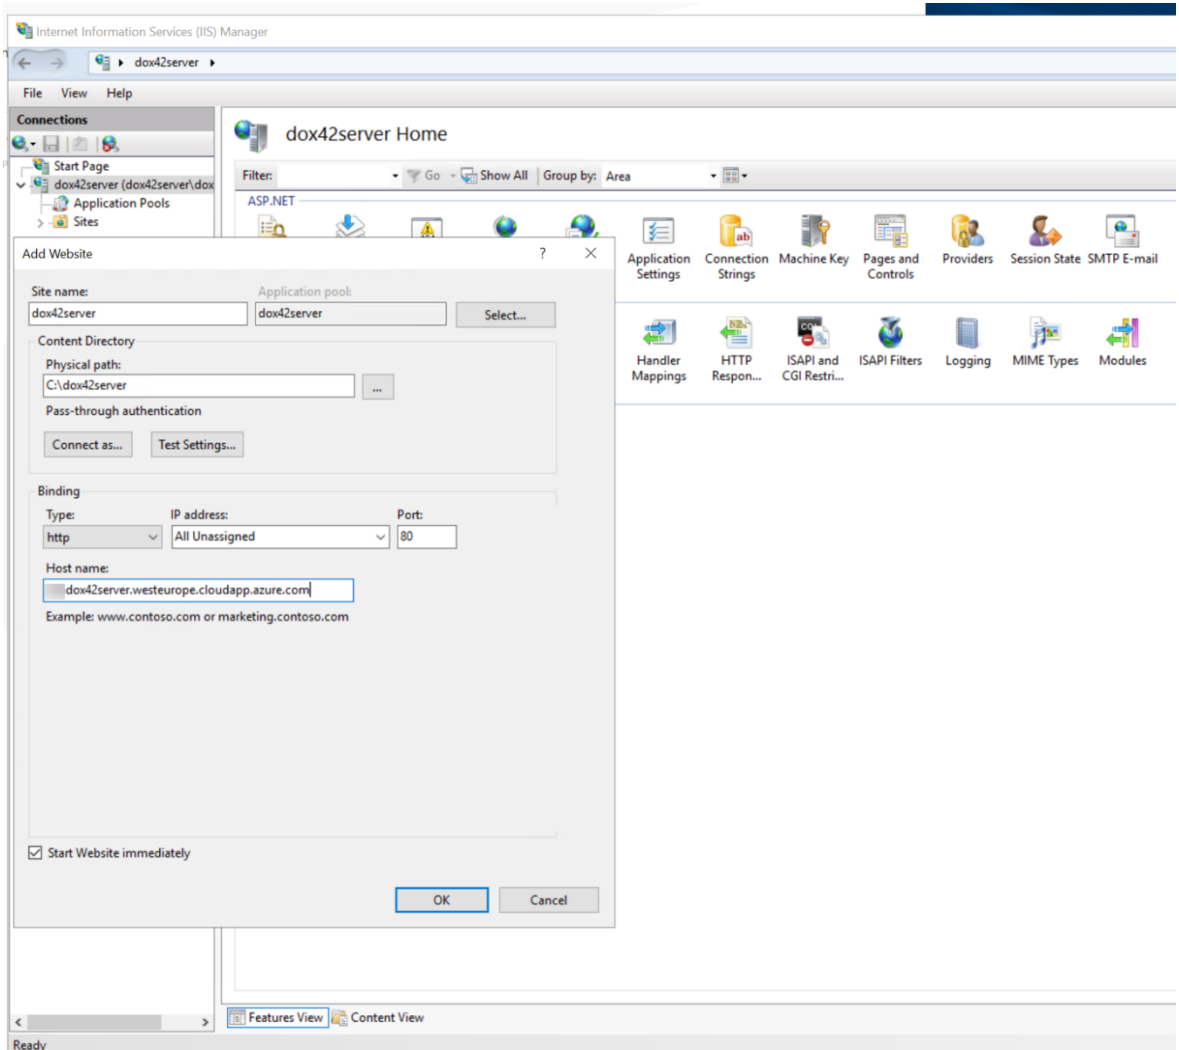 Internet Information Services (IIS) Manager
dox42server
File View Help
Connections
Start Page
dox42server (dox42server\dox
Application Pools
Sites
dox42server Home
Filter: Go Show All Group by: Area
ASP.NET
Application Settings
Connection Strings
Machine Key
Pages and Controls
Providers
Session State
SMTP E-mail
Handler Mappings
HTTP Respon...
ISAPI and CGI Restri...
ISAPI Filters
Logging
MIME Types
Modules
Add Website ?
Site name: Application pool:
dox42server dox42server Select...
Content Directory
Physical path:
C:\dox42server ...
Pass-through authentication
Connect as... Test Settings...
Binding
Type: IP address: Port:
http All Unassigned 80
Host name:
dox42server.westeurope.cloudapp.azure.com
Example: www.contoso.com or marketing.contoso.com
Start Website immediately
OK Cancel
Features View Content View
Ready